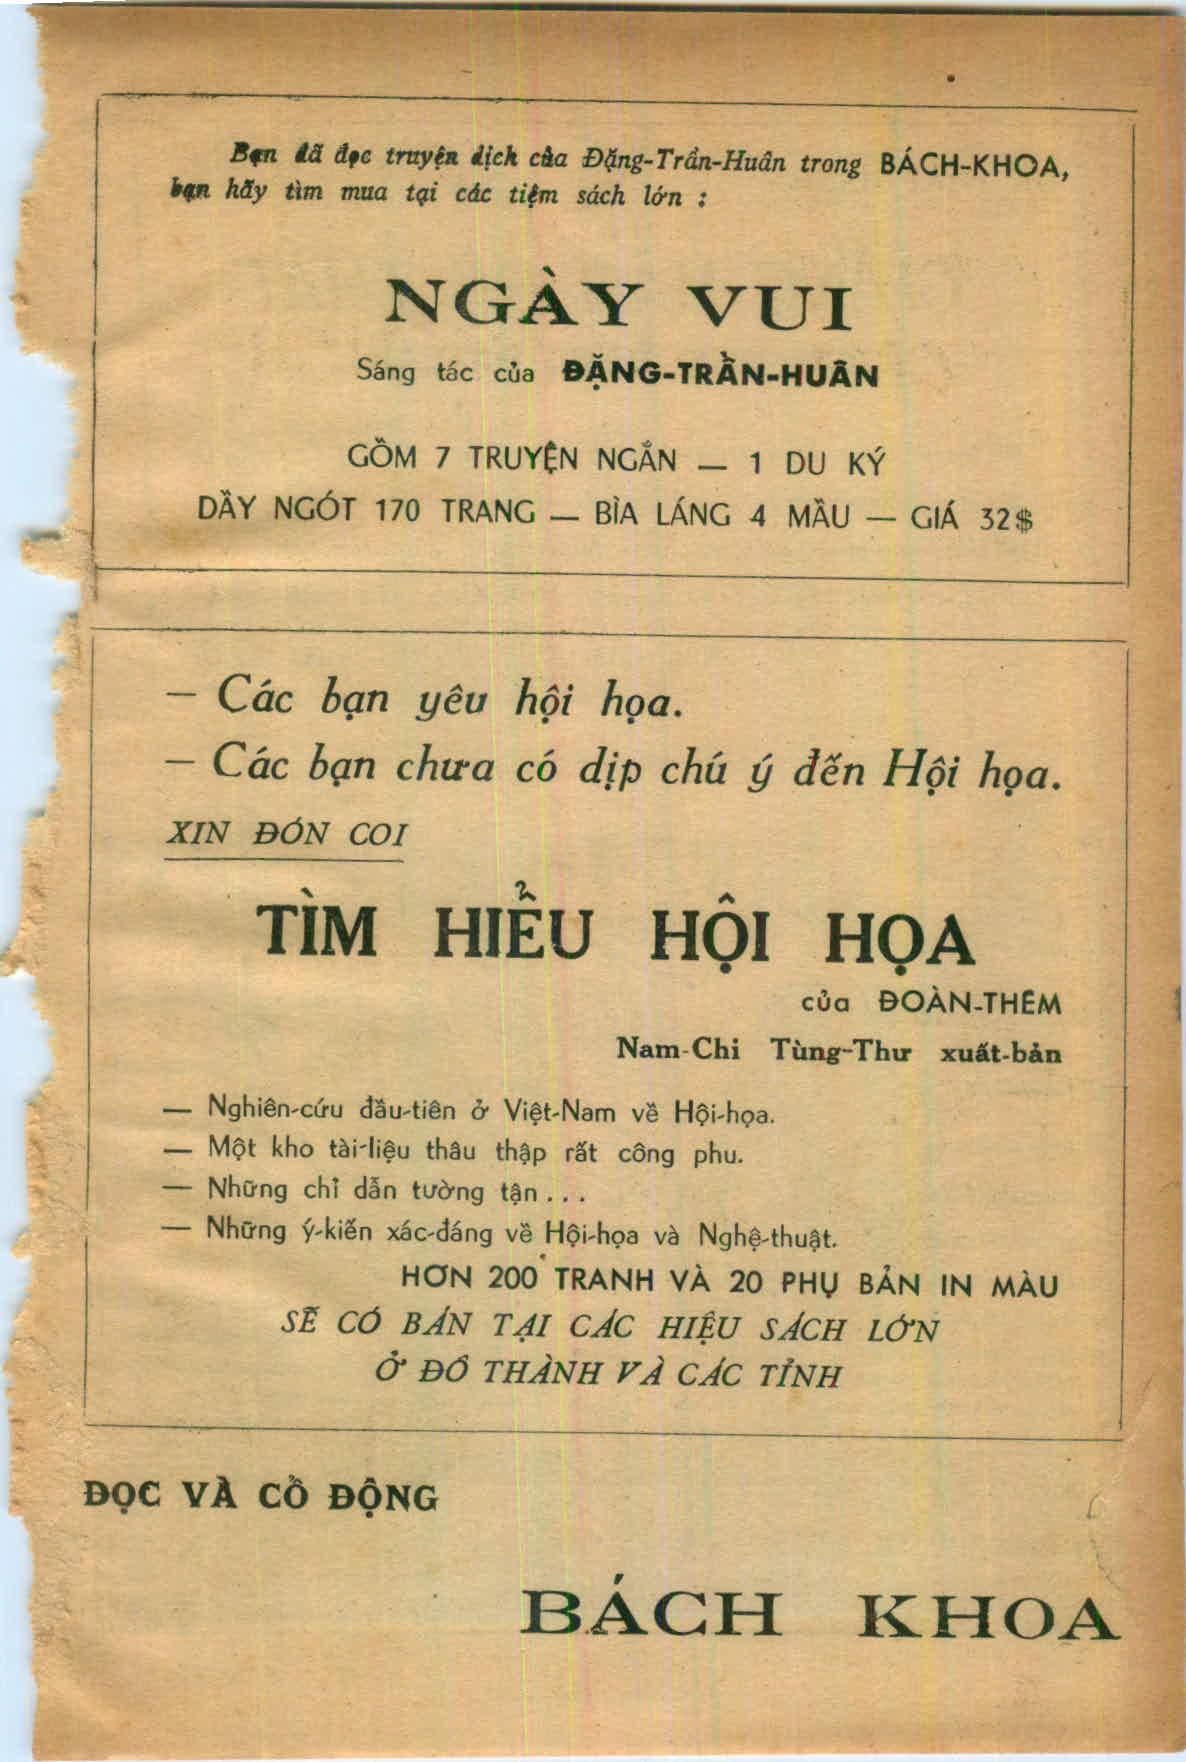 Bạn đã đọc truyện dịch của Đặng-Trần-Huân trong BÁCH-KHOA,
bạn hãy tìm mua tại các tiệm sách lớn :
NGÀY VUI
Sáng tác của ĐẶNG-TRẦN-HUÂN
GỒM 7 TRUYỆN NGẮN — 1 DU KÝ
DẦY NGÓT 170 TRANG — BÌA LÁNG 4 MẦU — GIÁ 32$
— Các bạn yêu hội họa.
— Các bạn chưa có dịp chú ý đến Hội họa.
XIN ĐÓN COI
TÌM HIỂU HỘI HỌA
của ĐOÀN-THÊM
Nam-Chi Tùng-Thư xuất-bản
— Nghiên-cứu đầu-tiên ở Việt-Nam về Hội-họa.
— Một kho tài-liệu thâu thập rất công phu.
— Những chỉ dẫn tường tận...
— Những ý-kiến xác-đáng về Hội-họa và Nghệ-thuật.
HƠN 200 TRANH VÀ 20 PHỤ BẢN IN MÀU
SẼ CÓ BÁN TẠI CÁC HIỆU SÁCH LỚN
Ở ĐÔ THÀNH VÀ CÁC TỈNH
ĐỌC VÀ CỔ ĐỘNG
BÁCH KHOA